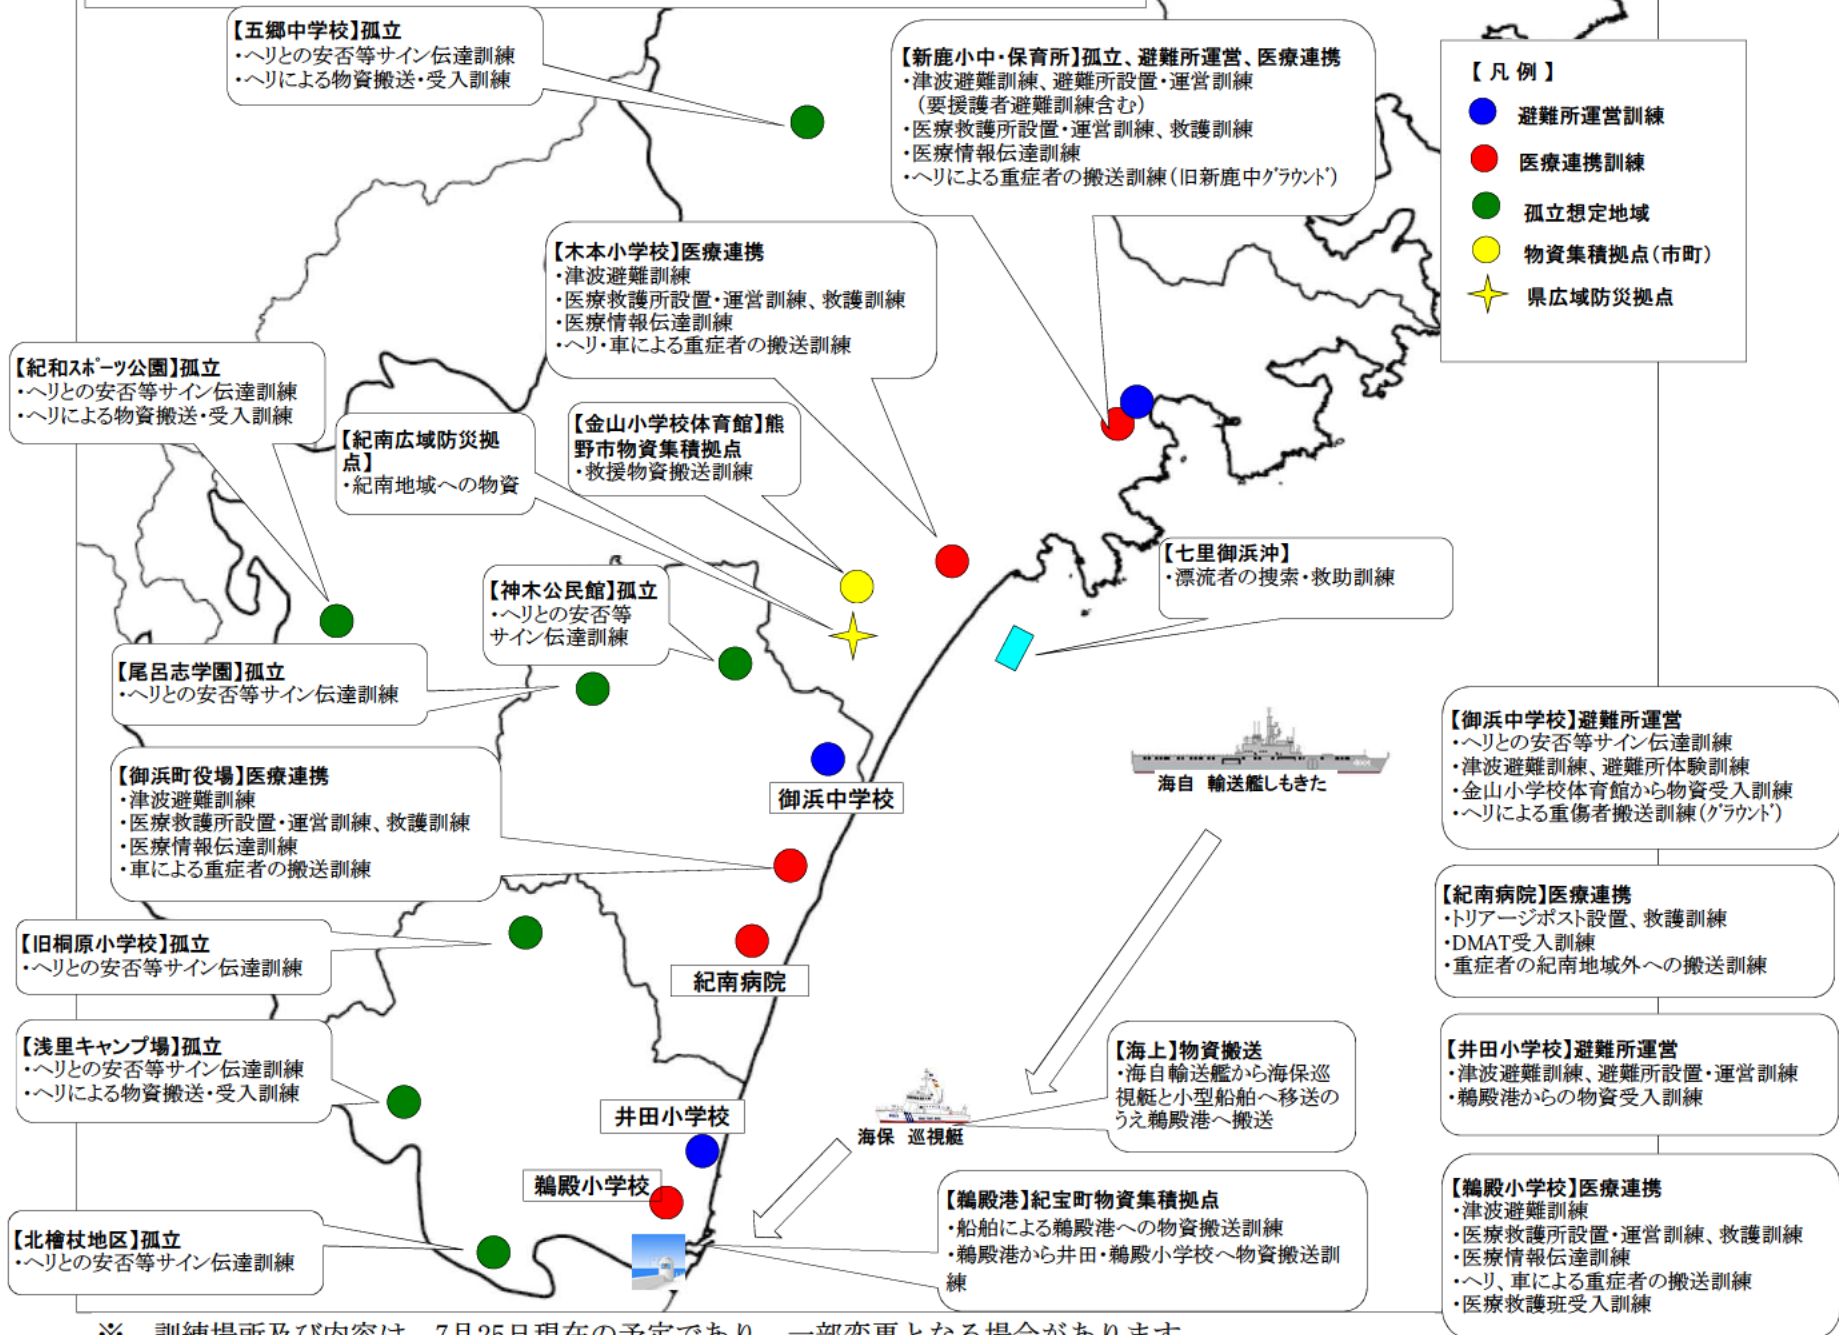 【五郷中学校】孤立
・ヘリとの安否等サイン伝達訓練
・ヘリによる物資搬送・受入訓練
【新鹿小中・保育所】孤立、避難所運営、医療連携
・津波避難訓練、避難所設置・運営訓練
（要援護者避難訓練含む）
・医療救護所設置・運営訓練、救護訓練
・医療情報伝達訓練
・ヘリによる重症者の搬送訓練（旧新鹿中ｸﾞﾗｳﾝﾄﾞ）
【凡例】
避難所運営訓練
医療連携訓練
孤立想定地域
物資集積拠点（市町）
県広域防災拠点
【木本小学校】医療連携
・津波避難訓練
・医療救護所設置・運営訓練、救護訓練
・医療情報伝達訓練
・ヘリ・車による重症者の搬送訓練
【紀和ｽﾎﾟｰﾂ公園】孤立
・ヘリとの安否等サイン伝達訓練
・ヘリによる物資搬送・受入訓練
【紀南広域防災拠
点】
・紀南地域への物資
【金山小学校体育館】熊
野市物資集積拠点
・救援物資搬送訓練
【七里御浜沖】
・漂流者の捜索・救助訓練
【神木公民館】孤立
・ヘリとの安否等
サイン伝達訓練
【尾呂志学園】孤立
・ヘリとの安否等サイン伝達訓練
【御浜町役場】医療連携
・津波避難訓練
・医療救護所設置・運営訓練、救護訓練
・医療情報伝達訓練
・車による重症者の搬送訓練
御浜中学校
海自　輸送艦しもきた
【御浜中学校】避難所運営
・ヘリとの安否等サイン伝達訓練
・津波避難訓練、避難所体験訓練
・金山小学校体育館から物資受入訓練
・ヘリによる重傷者搬送訓練（ｸﾞﾗｳﾝﾄﾞ）
【紀南病院】医療連携
・トリアージポスト設置、救護訓練
・DMAT受入訓練
・重症者の紀南地域外への搬送訓練
【旧桐原小学校】孤立
・ヘリとの安否等サイン伝達訓練
紀南病院
【浅里キャンプ場】孤立
・ヘリとの安否等サイン伝達訓練
・ヘリによる物資搬送・受入訓練
【海上】物資搬送
・海自輸送艦から海保巡
視艇と小型船舶へ移送の
うえ鵜殿港へ搬送
海保　巡視艇
【井田小学校】避難所運営
・津波避難訓練、避難所設置・運営訓練
・鵜殿港からの物資受入訓練
井田小学校
鵜殿小学校
【鵜殿港】紀宝町物資集積拠点
・船舶による鵜殿港への物資搬送訓練
・鵜殿港から井田・鵜殿小学校へ物資搬送訓
練
【鵜殿小学校】医療連携
・津波避難訓練
・医療救護所設置・運営訓練、救護訓練
・医療情報伝達訓練
・ヘリ、車による重症者の搬送訓練
・医療救護班受入訓練
【北檜杖地区】孤立
・ヘリとの安否等サイン伝達訓練
※　訓練場所及び内容は、7月25日現在の予定であり、一部変更となる場合があります